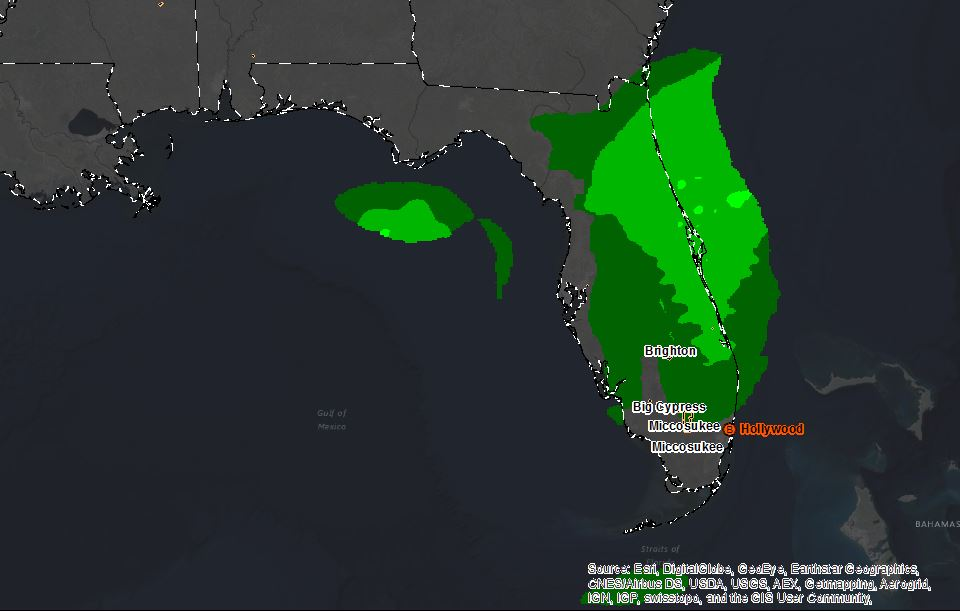 Brighton
Big Cypress
Miccosukee
Hollywood
Miccosukee
Gulf of
Mexico
BAHAMAS
Straits of
Source: Esri, DigitalGlobe, GeoEye, Earthstar Geographics,
CNES/Airbus DS, USDA, USGS, AEX, Getmapping, Aerogrid,
IGN, IGP, swisstopo, and the GIS User Community.